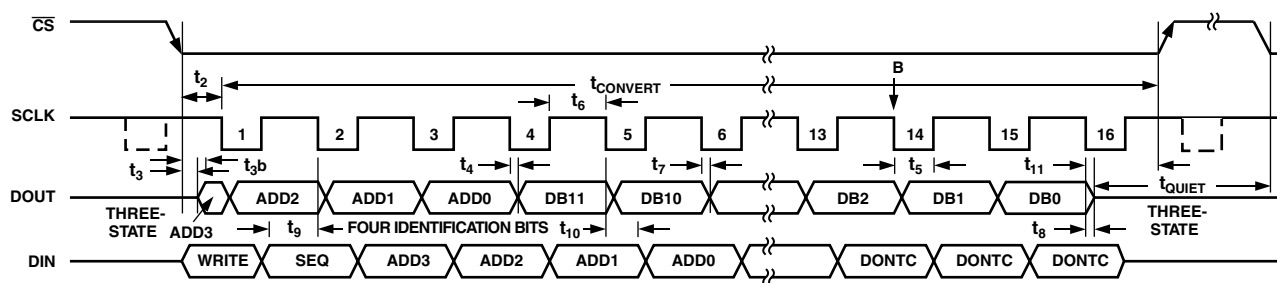 CS
B
t2
tCONVERT
t6
SCLK
1 2 3 4 5 6 13 14 15 16
t3 t3b t4 t7 t5 t11 tQUIET
DOUT
ADD2 ADD1 ADD0 DB11 DB10 DB2 DB1 DB0
THREE-
STATE
ADD3
t9 FOUR IDENTIFICATION BITS t10 t8
THREE-
STATE
DIN
WRITE SEQ ADD3 ADD2 ADD1 ADD0 DONTC DONTC DONTC